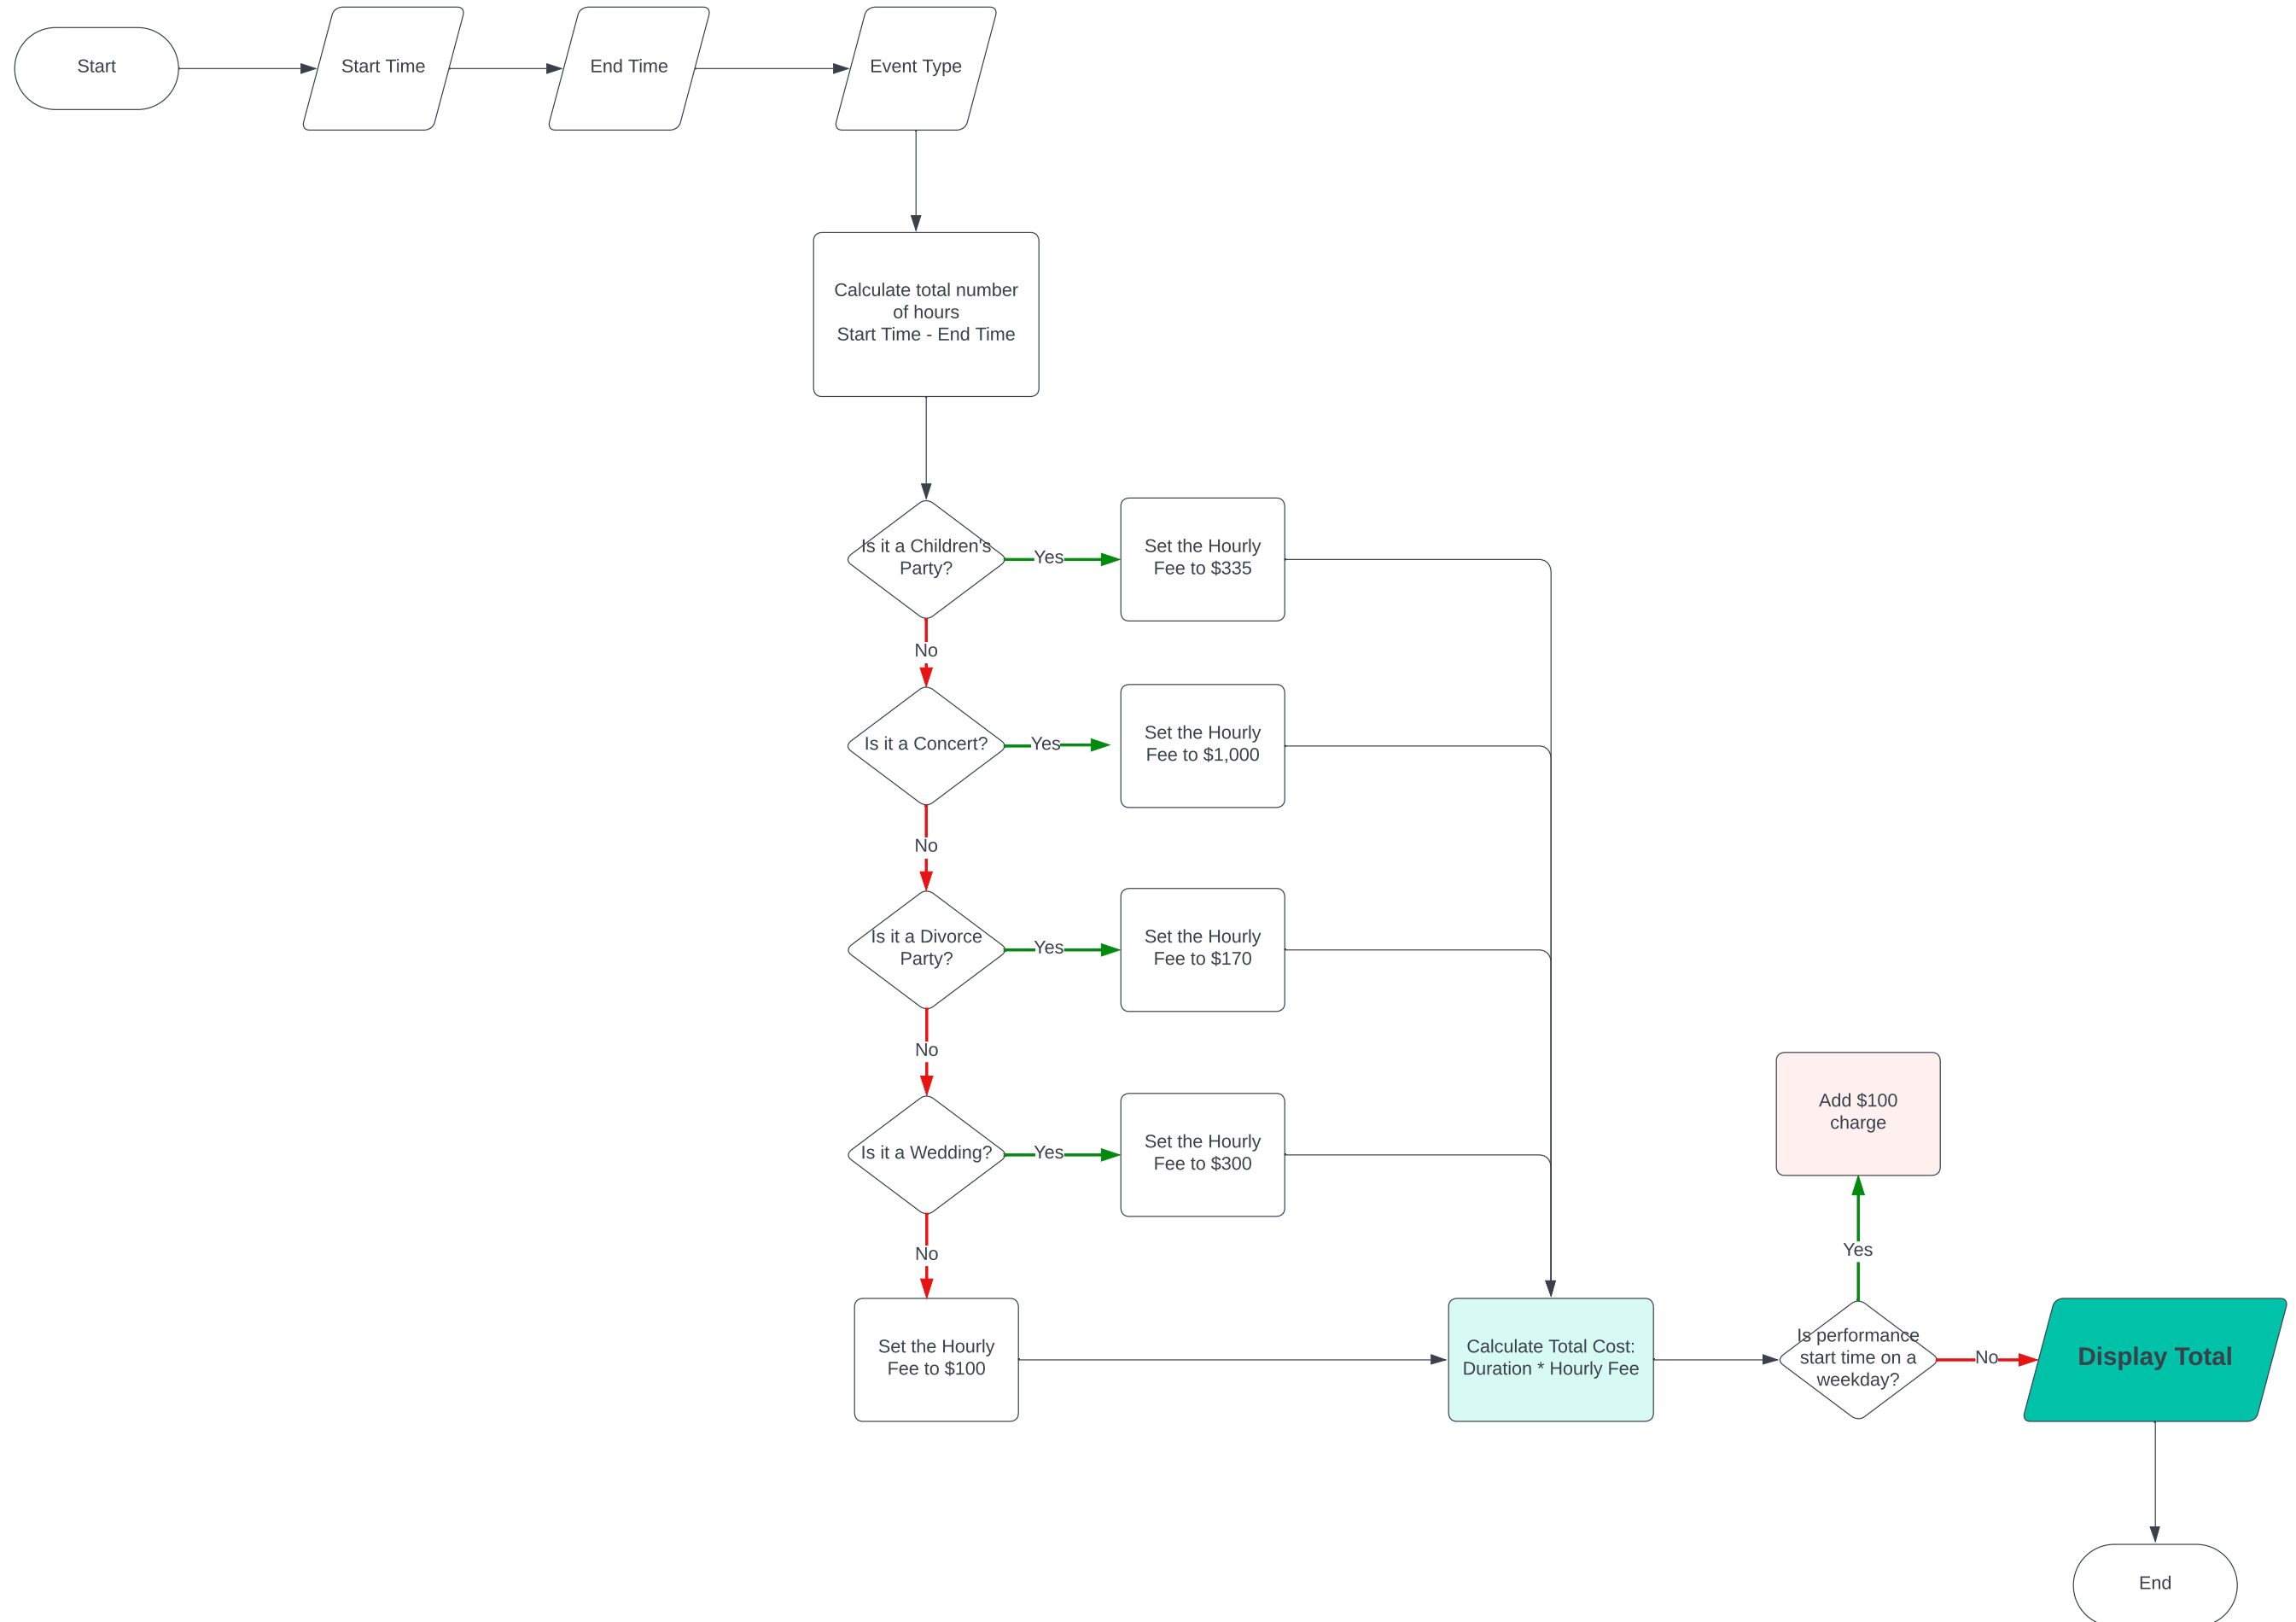 Start
Start Time
End Time
Event Type
Calculate total number
of hours
Start Time - End Time
Is it a Children's
Party?
Yes
Set the Hourly
Fee to $335
No
Is it a Concert?
Yes
Set the Hourly
Fee to $1,000
No
Is it a Divorce
Party?
Yes
Set the Hourly
Fee to $170
No
Is it a Wedding?
Yes
Set the Hourly
Fee to $300
No
Set the Hourly
Fee to $100
Calculate Total Cost:
Duration * Hourly Fee
Is performance
start time on a
weekday?
Yes
Add $100
charge
No
Display Total
End